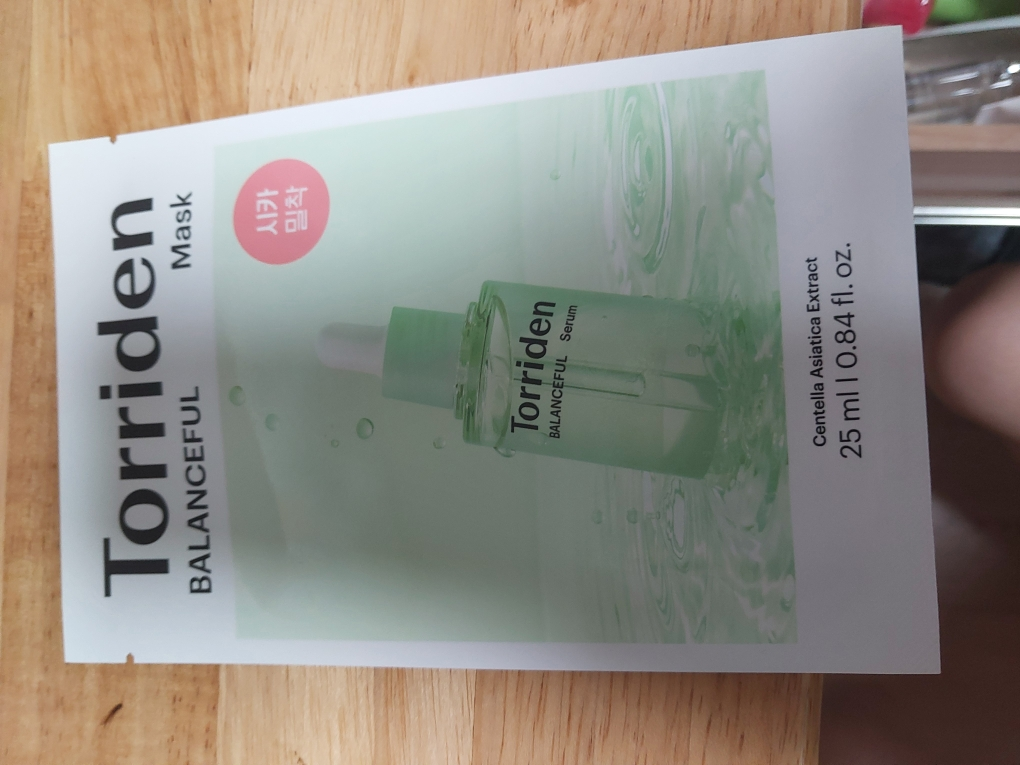 Torriden
BALANCEFUL Mask
시카
밀착
Torriden
BALANCEFUL Serum
Centella Asiatica Extract
25 ml l 0.84 fl. oz.